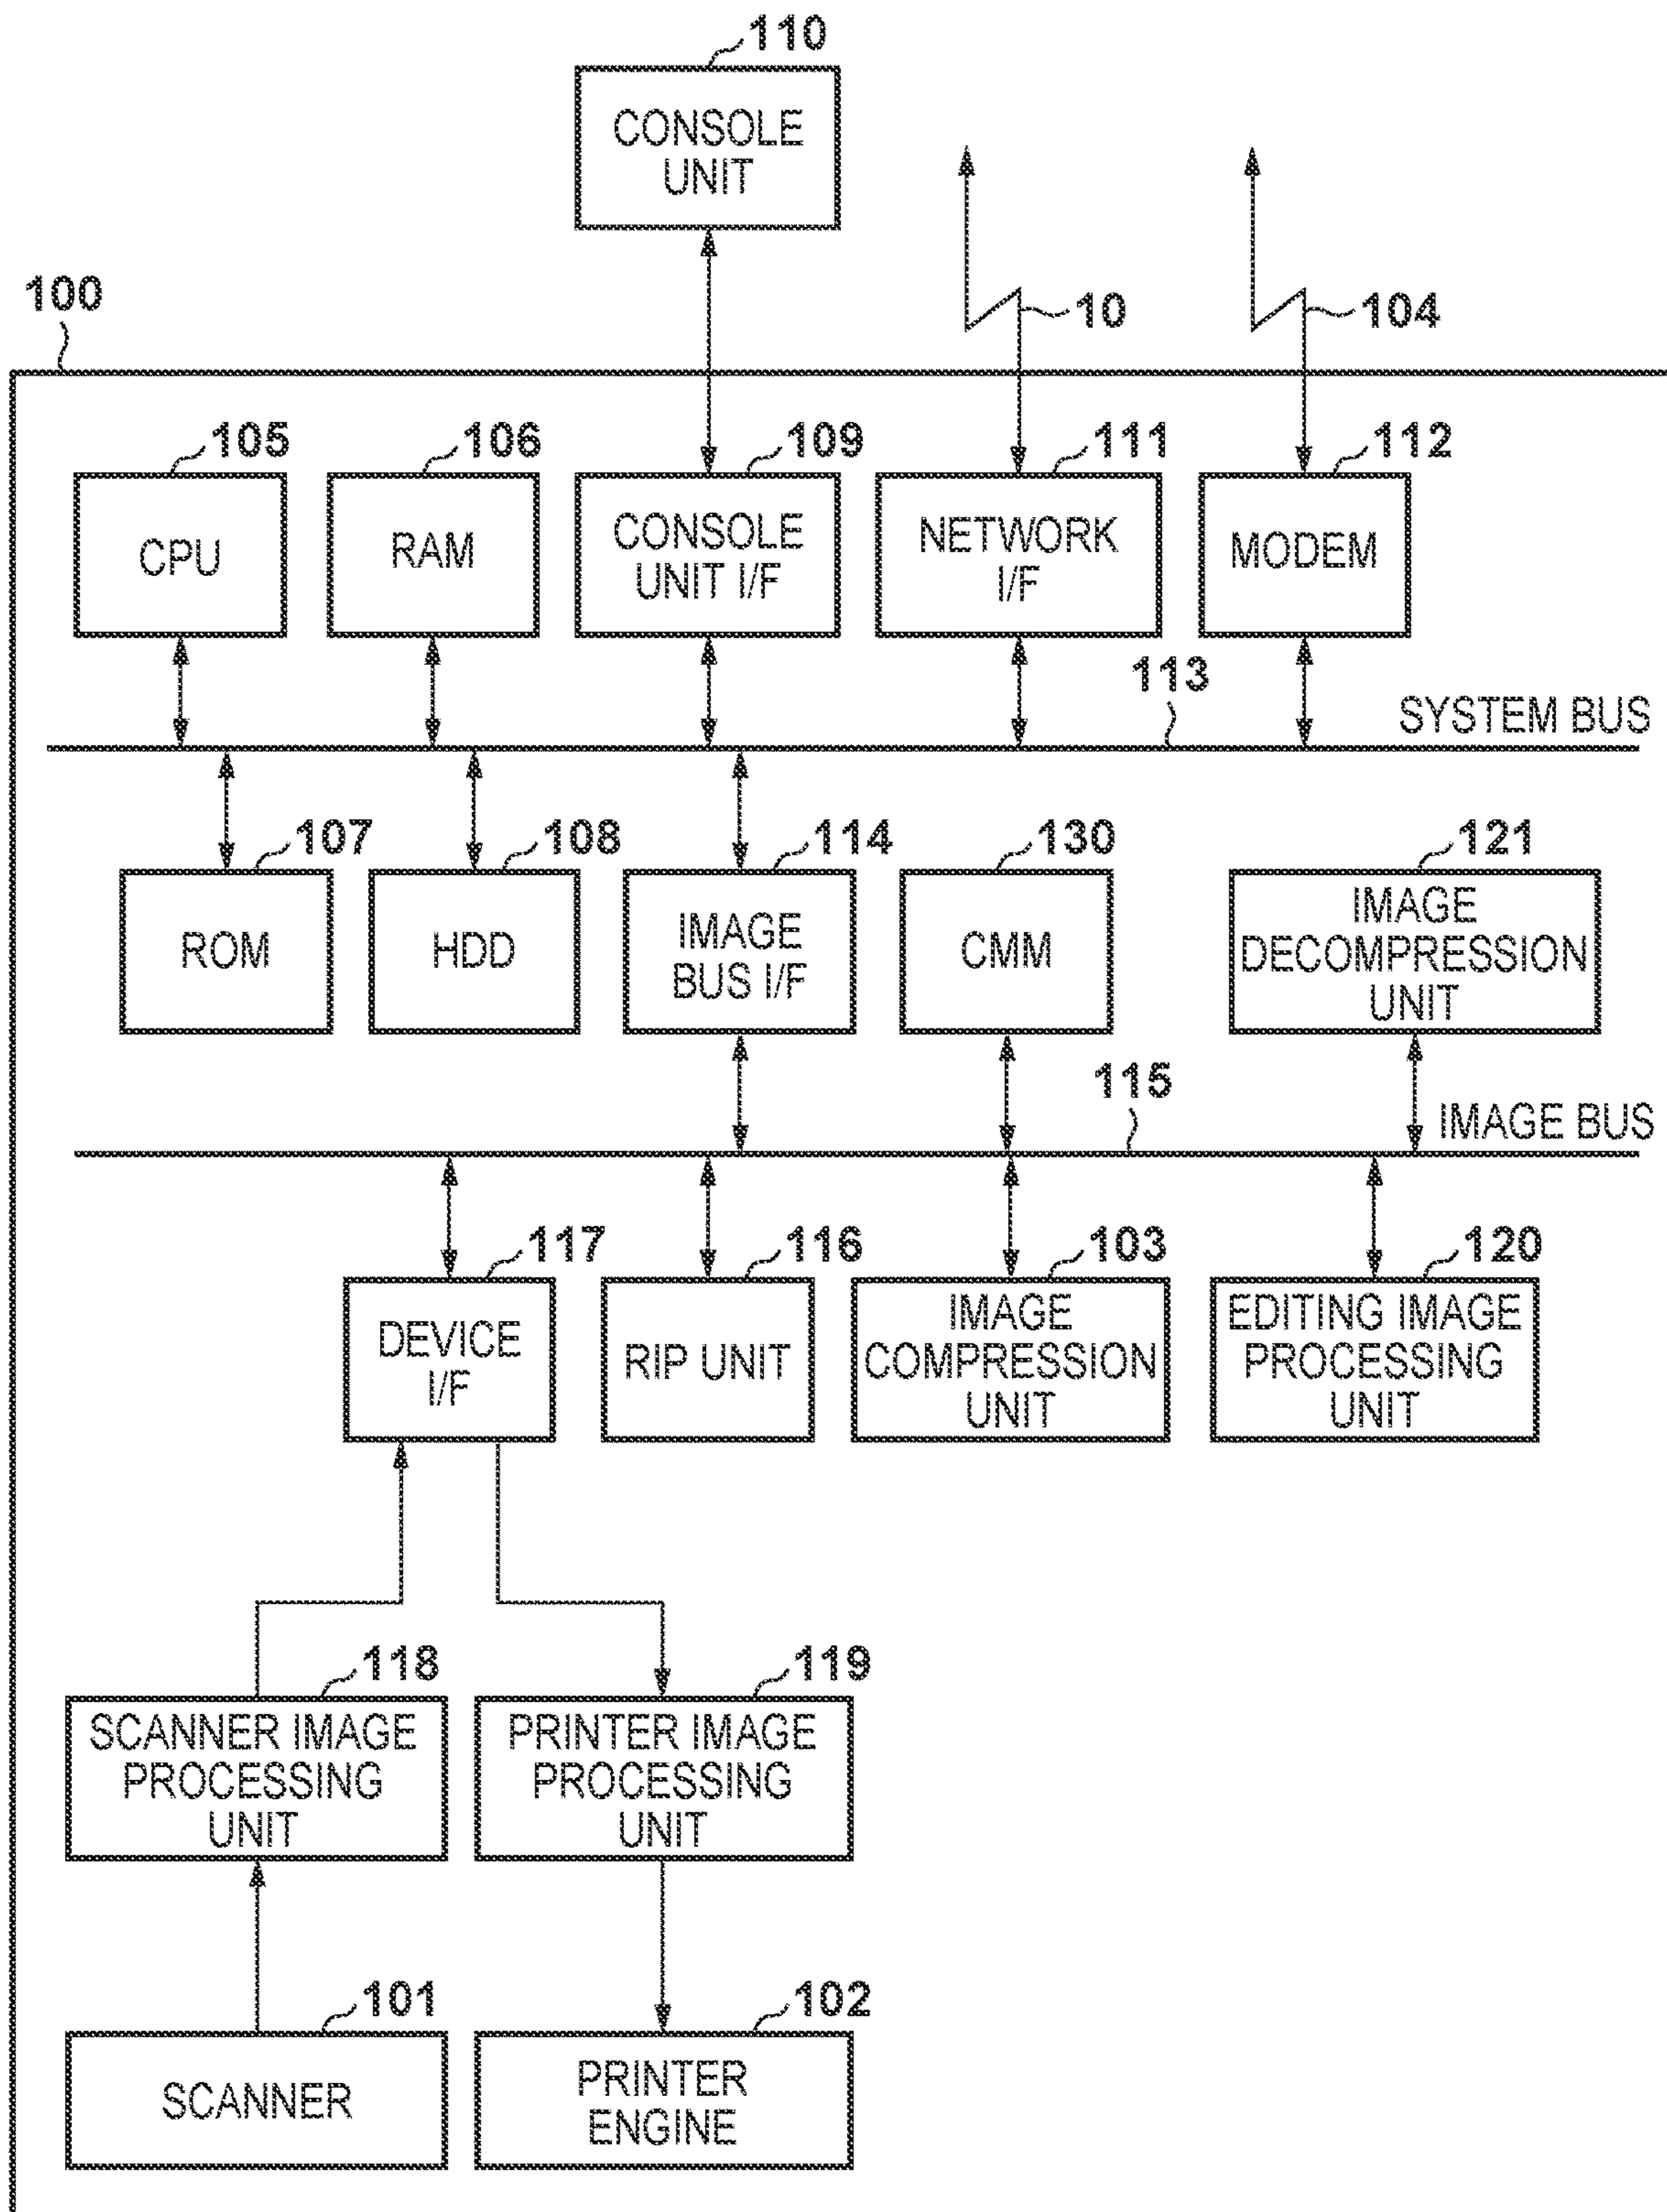 110
CONSOLE
UNIT
100
10
104
105
106
109
111
112
CPU
RAM
CONSOLE
UNIT I/F
NETWORK
I/F
MODEM
113
SYSTEM BUS
107
108
114
130
121
ROM
HDD
IMAGE
BUS I/F
CMM
IMAGE
DECOMPRESSION
UNIT
115
IMAGE BUS
117
116
103
120
DEVICE
I/F
RIP UNIT
IMAGE
COMPRESSION
UNIT
EDITING IMAGE
PROCESSING
UNIT
118
119
SCANNER IMAGE
PROCESSING
UNIT
PRINTER IMAGE
PROCESSING
UNIT
101
102
SCANNER
PRINTER
ENGINE